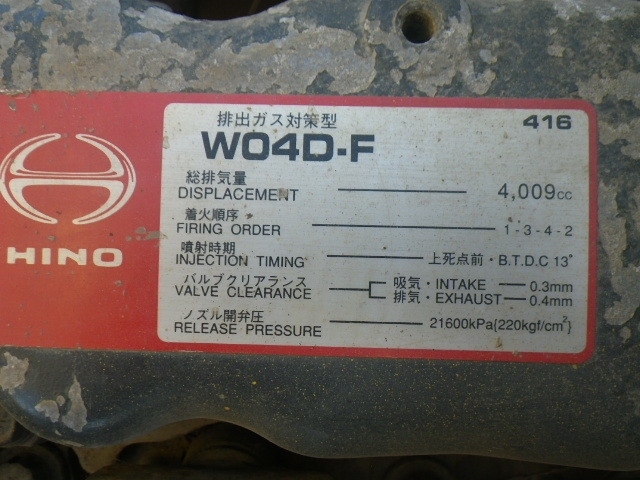 排出ガス対策型 416
W04D-F
総排気量
DISPLACEMENT 4,009cc
着火順序
FIRING ORDER 1-3-4-2
噴射時期
INJECTION TIMING 上死点前・B.T.D.C 13°
バルブクリアランス 吸気・INTAKE 0.3mm
VALVE CLEARANCE 排気・EXHAUST 0.4mm
ノズル開弁圧
RELEASE PRESSURE 21600kPa{220kgf/cm²}
HINO